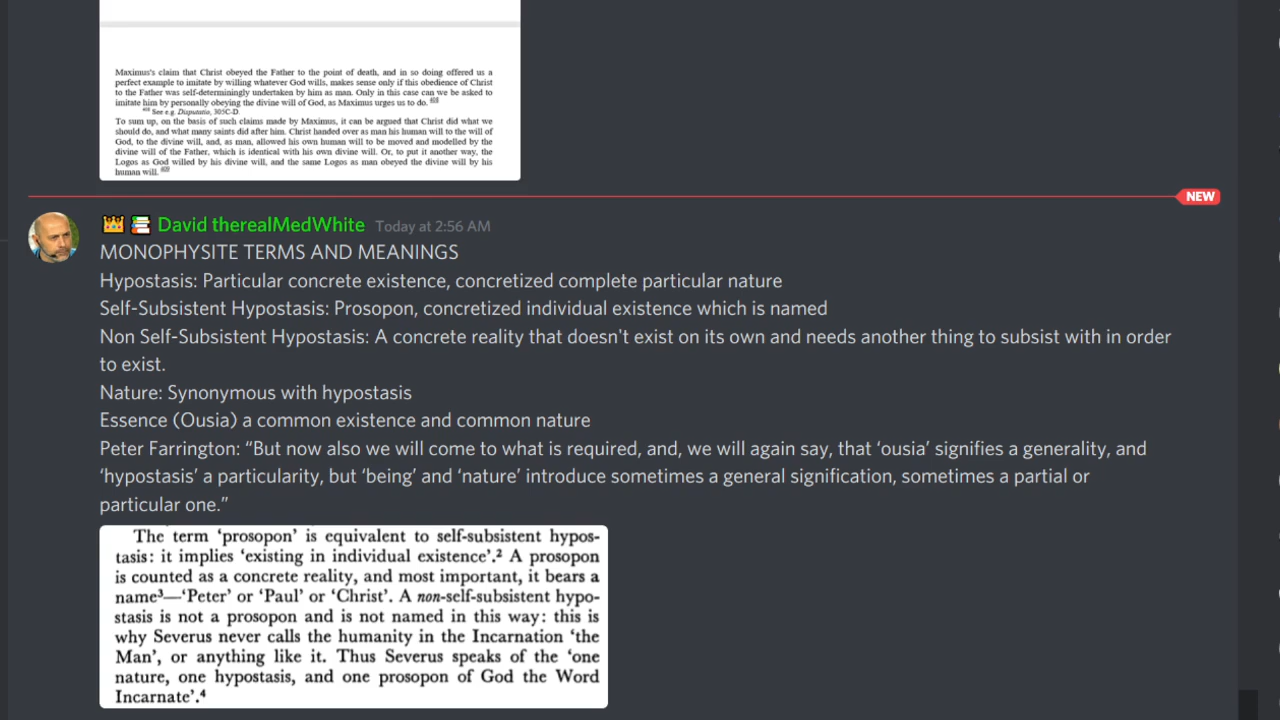 Maximus's claim that Christ obeyed the Father to the point of death, and in so doing offered us a
perfect example to imitate by willing whatever God wills, makes sense only if this obedience of Christ
to the Father was self-determiningly undertaken by him as man. Only in this case can we be asked to
imitate him by personally obeying the divine will of God, as Maximus urges us to do.
See e.g. Disputatio, 305C-D.
To sum up, on the basis of such claims made by Maximus, it can be argued that Christ did what we
should do, and what many saints did after him. Christ handed over as man his human will to the will of
God, to the divine will, and, as man, allowed his own human will to be moved and modelled by the
divine will of the Father, which is identical with his own divine will. Or, to put it another way, the
Logos as God willed by his divine will, and the same Logos as man obeyed the divine will by his
human will.
NEW
David therealMedWhite Today at 2:56 AM
MONOPHYSITE TERMS AND MEANINGS
Hypostasis: Particular concrete existence, concretized complete particular nature
Self-Subsistent Hypostasis: Prosopon, concretized individual existence which is named
Non Self-Subsistent Hypostasis: A concrete reality that doesn't exist on its own and needs another thing to subsist with in order
to exist.
Nature: Synonymous with hypostasis
Essence (Ousia) a common existence and common nature
Peter Farrington: “But now also we will come to what is required, and, we will again say, that ‘ousia’ signifies a generality, and
‘hypostasis’ a particularity, but ‘being’ and ‘nature’ introduce sometimes a general signification, sometimes a partial or
particular one.”
The term ‘prosopon’ is equivalent to self-subsistent hypos-
tasis: it implies ‘existing in individual existence’.² A prosopon
is counted as a concrete reality, and most important, it bears a
name³—‘Peter’ or ‘Paul’ or ‘Christ’. A non-self-subsistent hypo-
stasis is not a prosopon and is not named in this way: this is
why Severus never calls the humanity in the Incarnation ‘the
Man’, or anything like it. Thus Severus speaks of the ‘one
nature, one hypostasis, and one prosopon of God the Word
Incarnate’.⁴